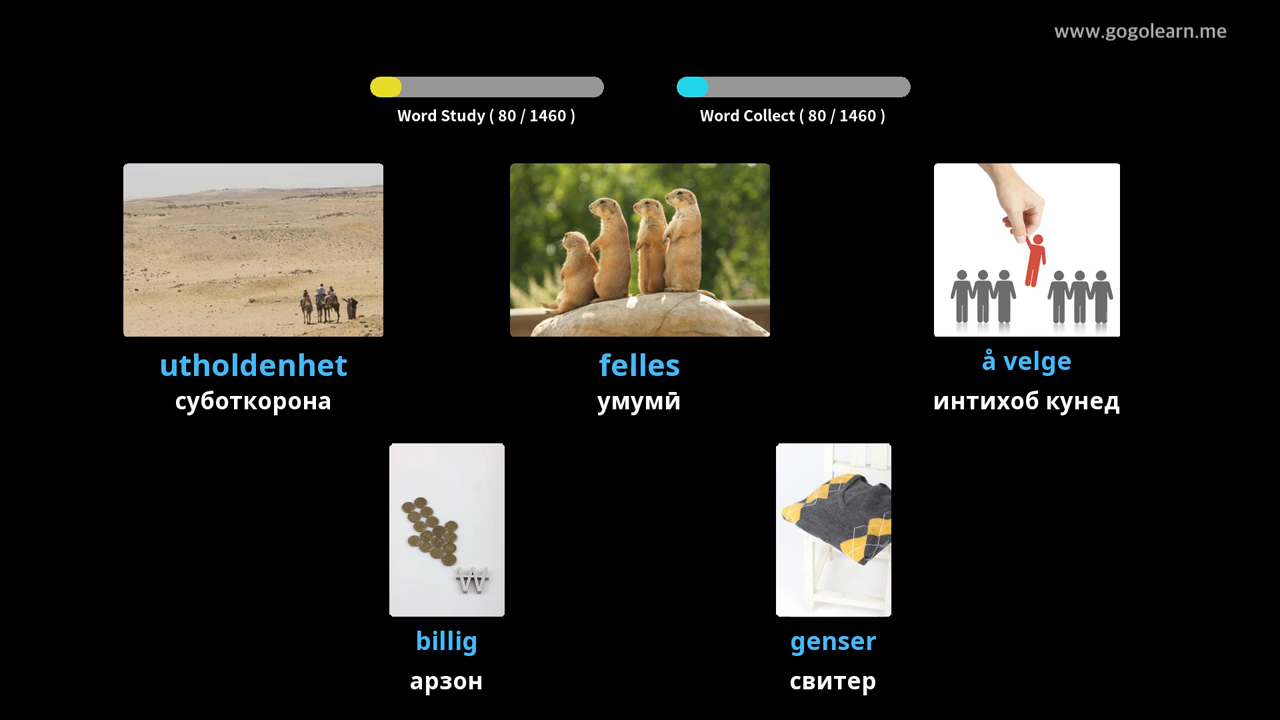 www.gogolearn.me
Word Study ( 80 / 1460 )
Word Collect ( 80 / 1460 )
utholdenhet
суботкорона
felles
умумӣ
å velge
интихоб кунед
billig
арзон
genser
свитер